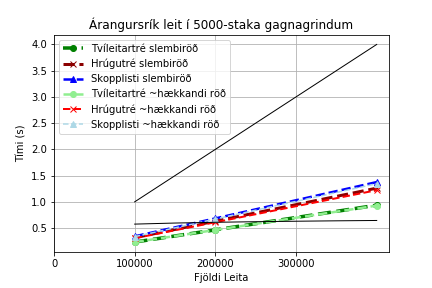 Árangursrík leit í 5000-staka gagnagrindum
Tími (s)
4.0
3.5
3.0
2.5
2.0
1.5
1.0
0.5
Tvíleitartré slembiröð
Hrúgutré slembiröð
Skopplisti slembiröð
Tvíleitartré ~hækkandi röð
Hrúgutré ~hækkandi röð
Skopplisti ~hækkandi röð
0 100000 200000 300000
Fjöldi Leita